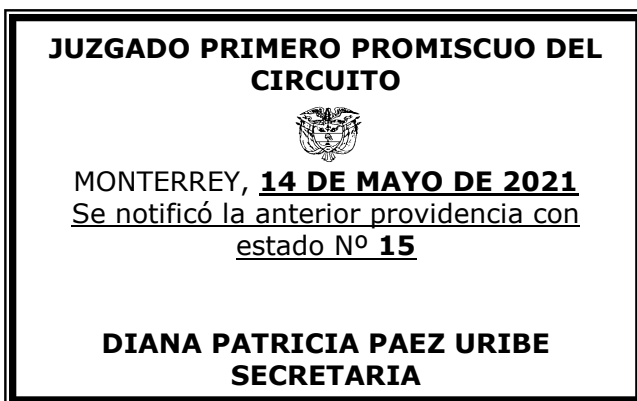 JUZGADO PRIMERO PROMISCUO DEL
CIRCUITO
MONTERREY, 14 DE MAYO DE 2021
Se notificó la anterior providencia con
estado Nº 15
DIANA PATRICIA PAEZ URIBE
SECRETARIA